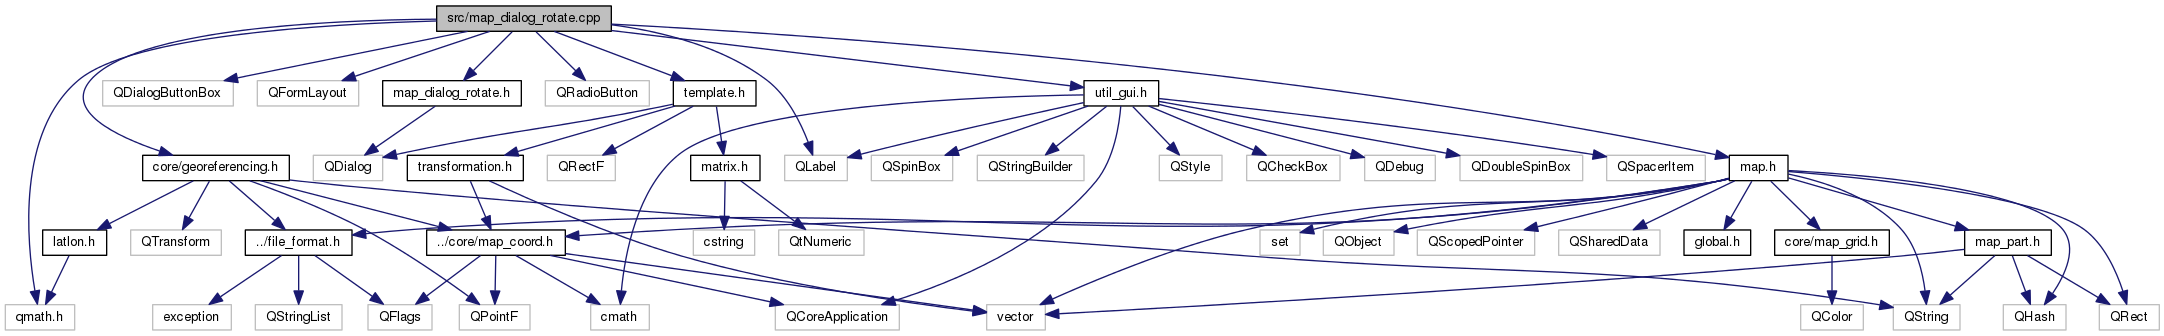 src/map_dialog_rotate.cpp
QDialogButtonBox
QFormLayout
map_dialog_rotate.h
QRadioButton
template.h
util_gui.h
core/georeferencing.h
QDialog
transformation.h
QRectF
matrix.h
QLabel
QSpinBox
QStringBuilder
QStyle
QCheckBox
QDebug
QDoubleSpinBox
QSpacerItem
map.h
latlon.h
QTransform
../file_format.h
.../core/map_coord.h
cstring
QtNumeric
set
QObject
QScopedPointer
QSharedData
global.h
core/map_grid.h
map_part.h
qmath.h
exception
QStringList
QFlags
QPointF
cmath
QCoreApplication
vector
QColor
QString
QHash
QRect